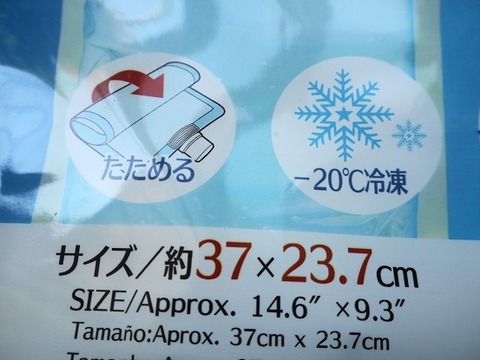 たためる
－20℃冷凍
サイズ／約37×23.7cm
SIZE/Approx. 14.6″ ×9.3″
Tamaño:Aprox. 37cm x 23.7cm